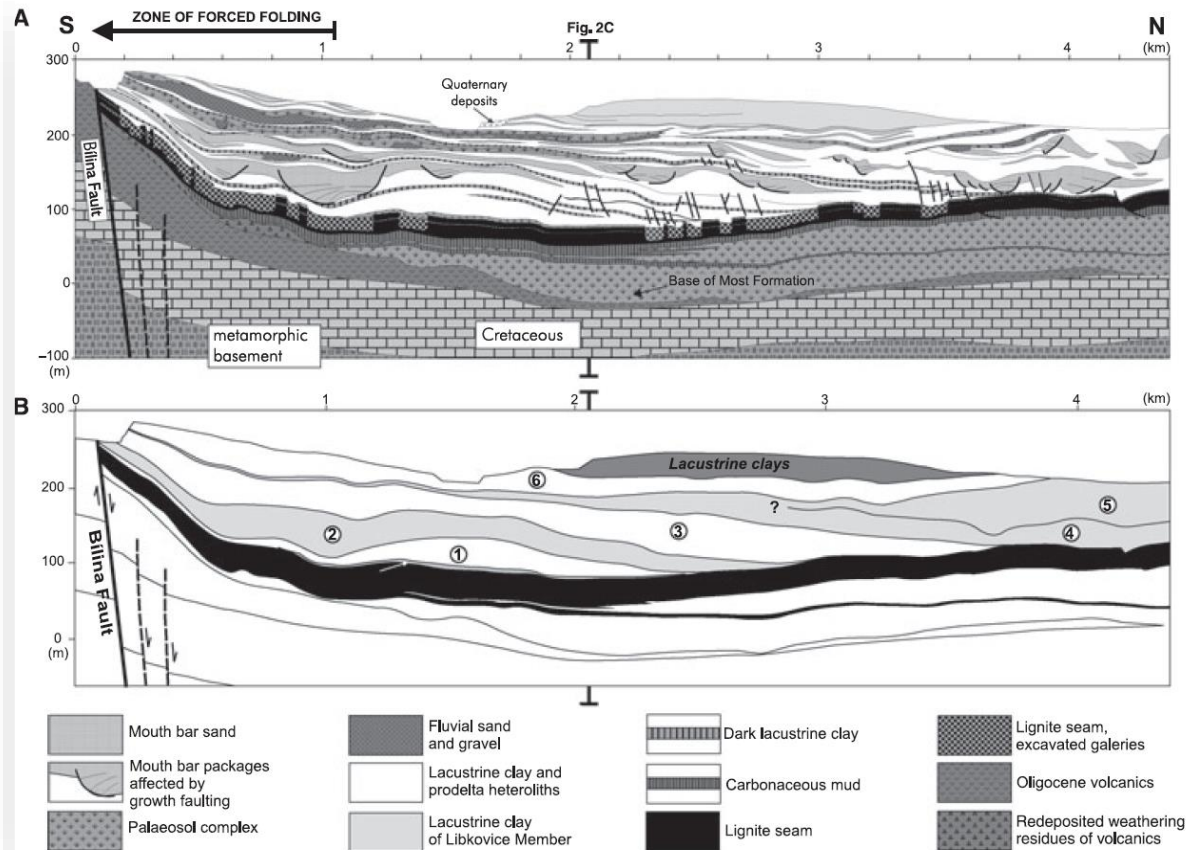 A
S
ZONE OF FORCED FOLDING
Fig. 2C
N
0 1 2 3 4 (km)
300
200
100
0
–100
(m)
Quaternary
deposits
Bílina Fault
Base of Most Formation
metamorphic
basement
Cretaceous
B
0 1 2 3 4 (km)
300
200
100
0
(m)
Lacustrine clays
6
?
5
2
3
4
1
Bílina Fault
Mouth bar sand
Mouth bar packages
affected by
growth faulting
Palaeosol complex
Fluvial sand
and gravel
Lacustrine clay and
prodelta heteroliths
Lacustrine clay
of Libkovice Member
Dark lacustrine clay
Carbonaceous mud
Lignite seam
Lignite seam,
excavated galeries
Oligocene volcanics
Redeposited weathering
residues of volcanics